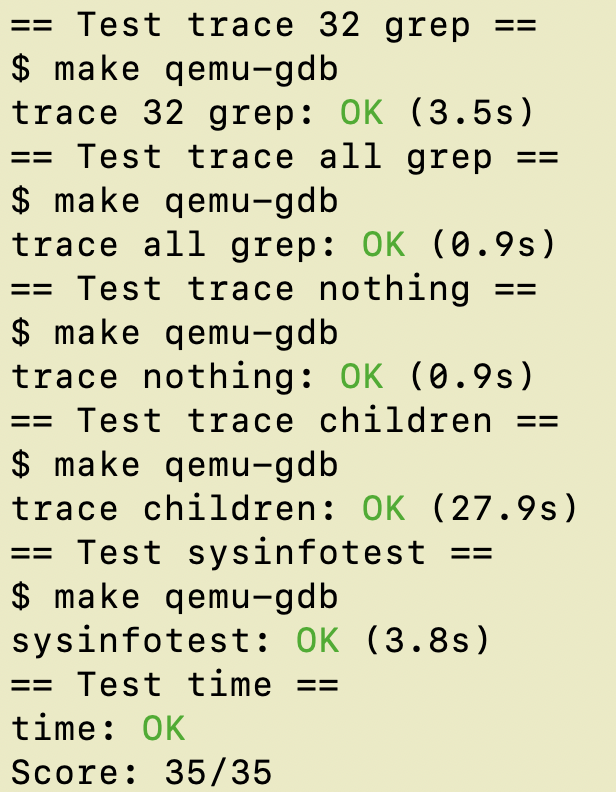 == Test trace 32 grep ==
$ make qemu-gdb
trace 32 grep: OK (3.5s)
== Test trace all grep ==
$ make qemu-gdb
trace all grep: OK (0.9s)
== Test trace nothing ==
$ make qemu-gdb
trace nothing: OK (0.9s)
== Test trace children ==
$ make qemu-gdb
trace children: OK (27.9s)
== Test sysinfotest ==
$ make qemu-gdb
sysinfotest: OK (3.8s)
== Test time ==
time: OK
Score: 35/35